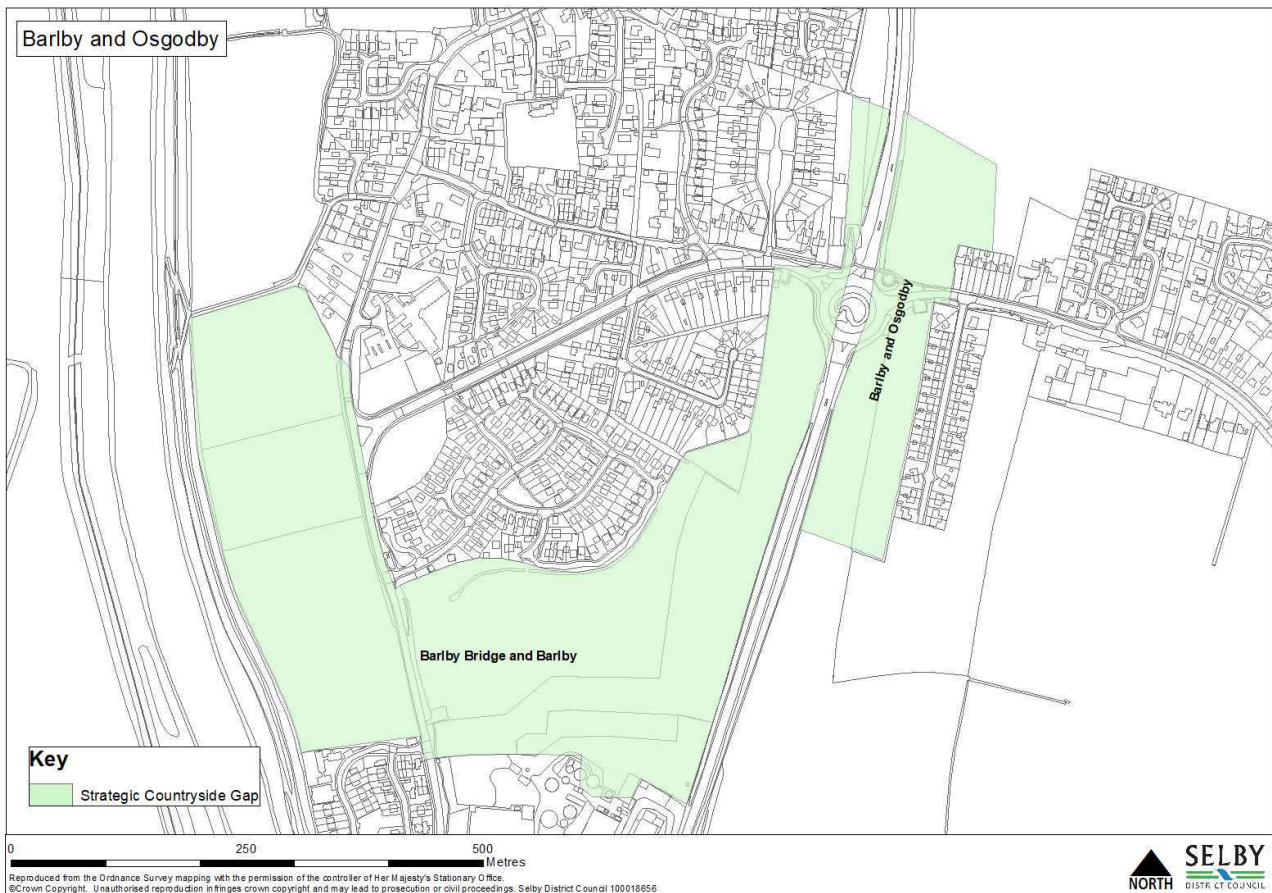 Barlby and Osgodby
Barlby and Osgodby
Barlby Bridge and Barlby
Key
Strategic Countryside Gap
0 250 500
Metres
Reproduced from the Ordnance Survey mapping with the permission of the controller of Her Majesty's Stationary Office.
©Crown Copyright. Unauthorised reproduction infringes crown copyright and may lead to prosecution or civil proceedings. Selby District Council 100018656
NORTH
SELBY
DISTRICT COUNCIL